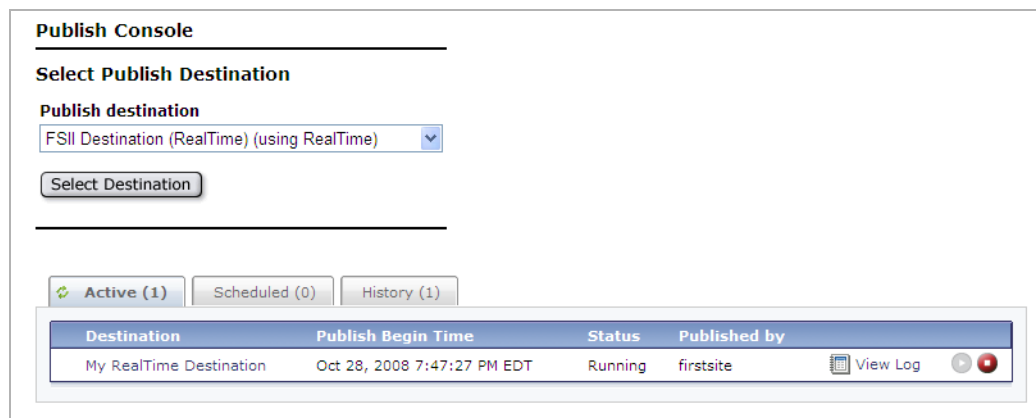 Publish Console
Select Publish Destination
Publish destination
FSII Destination (RealTime) (using RealTime)
Select Destination
Active (1) Scheduled (0) History (1)
Destination Publish Begin Time Status Published by
My RealTime Destination Oct 28, 2008 7:47:27 PM EDT Running firstsite View Log